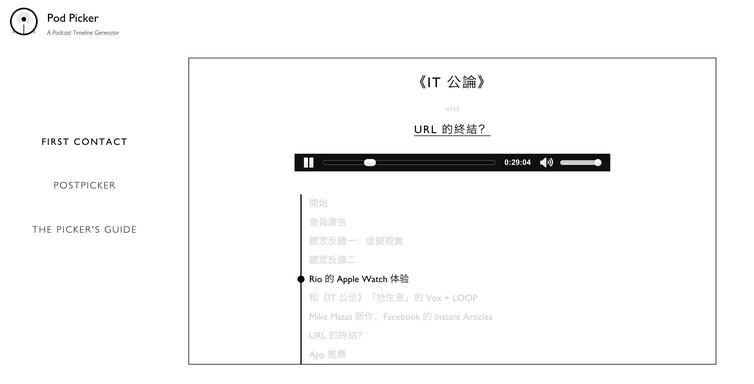 Pod Picker
A Podcast Timeline Generator
FIRST CONTACT
POSTPICKER
THE PICKER'S GUIDE
《IT 公論》
#153
URL 的終結？
0:29:04
開始
會員廣告
聽眾反饋一：虛擬現實
聽眾反饋二
Rio 的 Apple Watch 体验
和《IT 公论》「抢生意」的 Vox + LOOP
Mike Matas 新作、Facebook 的 Instant Articles
URL 的終結？
App 推薦